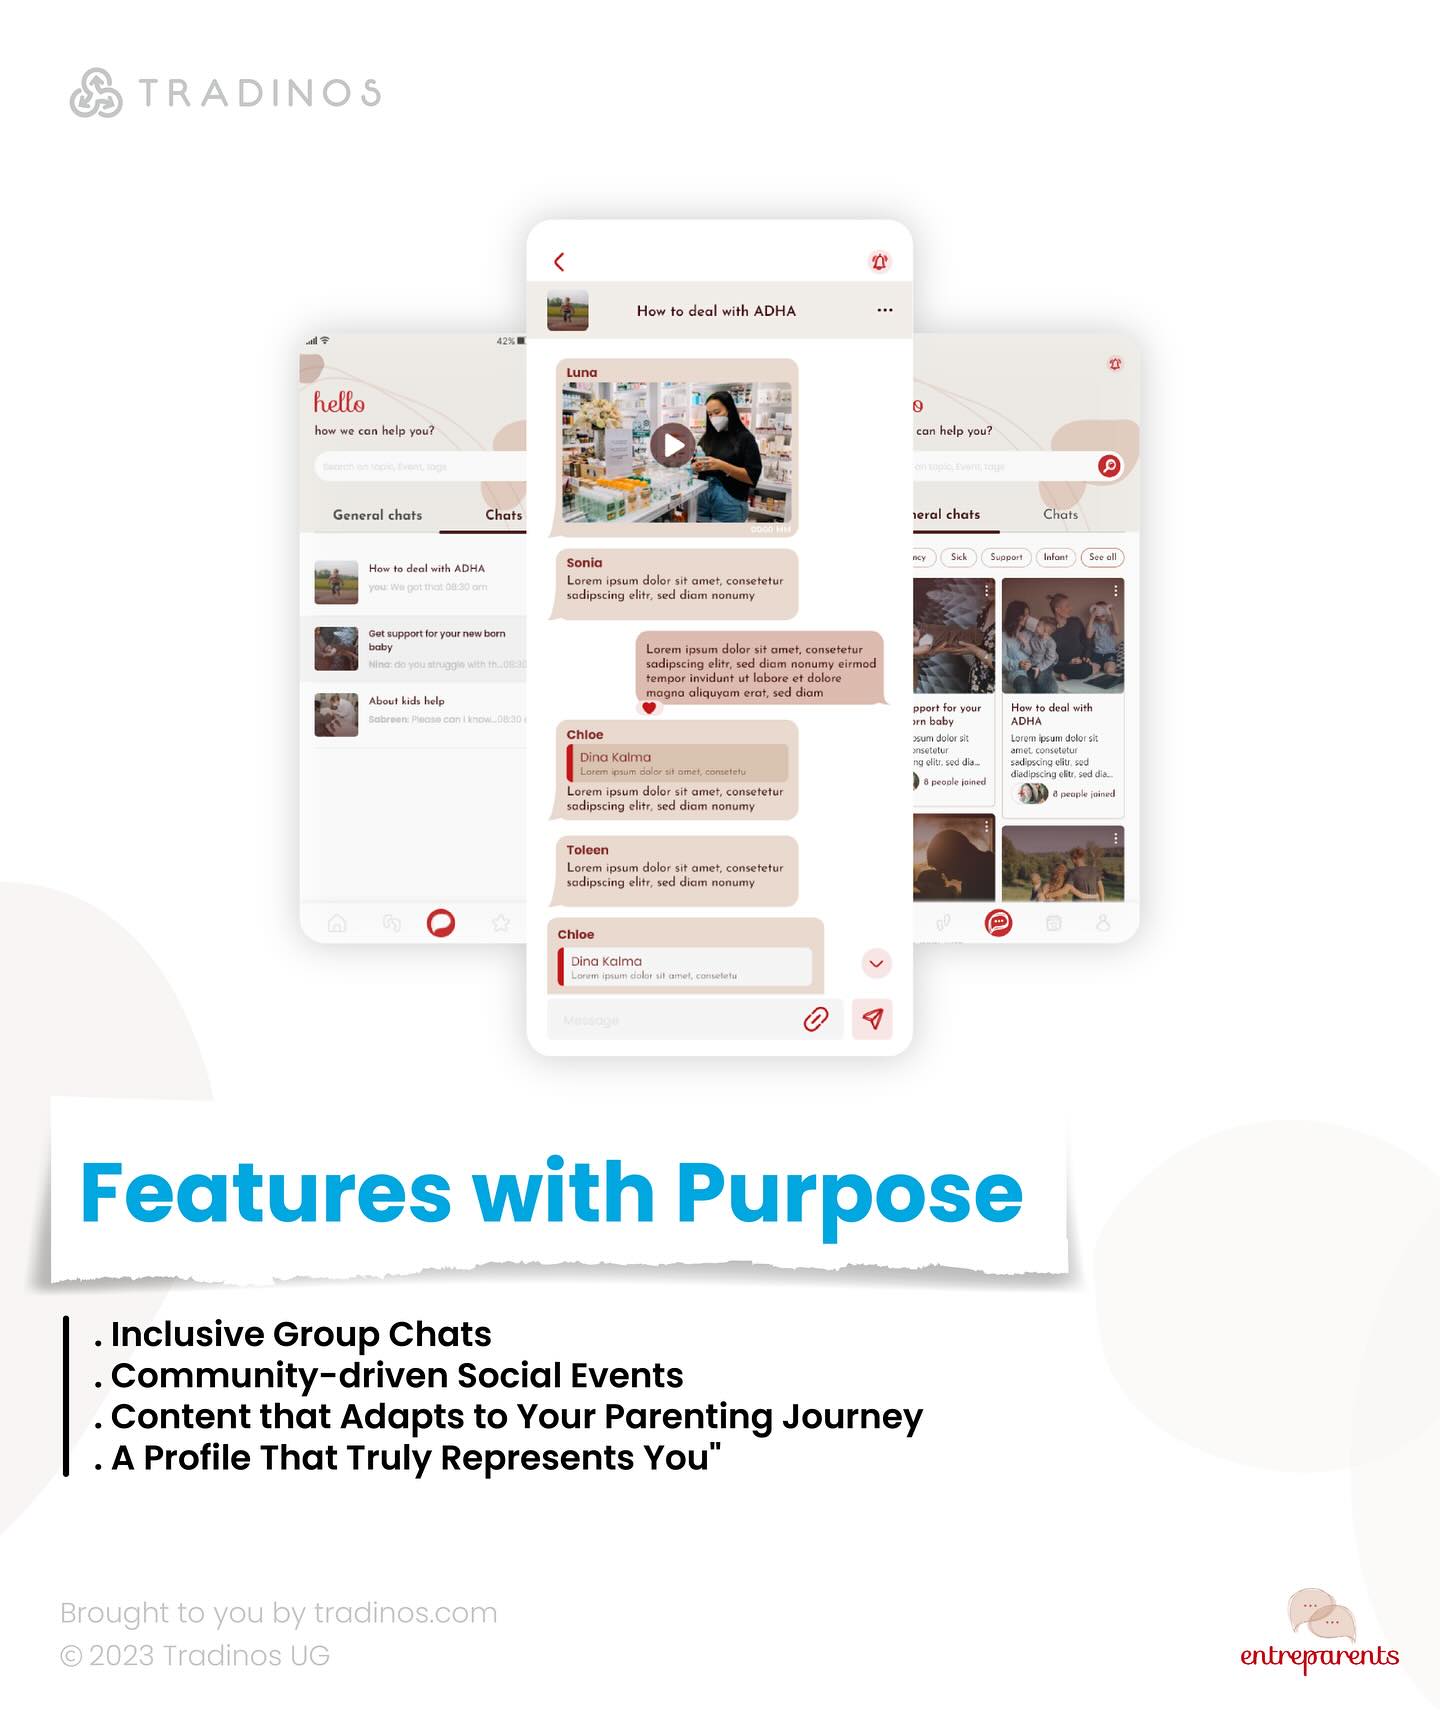 TRADINOS
How to deal with ADHA
Luna
0000 HH
Sonia
Lorem ipsum dolor sit amet, consetetur
sadipscing elitr, sed diam nonumy
Lorem ipsum dolor sit amet, consetetur
sadipscing elitr, sed diam nonumy eirmod
tempor invidunt ut labore et dolore
magna aliquyam erat, sed diam
Chloe
Dina Kalma
Lorem ipsum dolor sit amet, consetetu
Lorem ipsum dolor sit amet, consetetur
sadipscing elitr, sed diam nonumy
Toleen
Lorem ipsum dolor sit amet, consetetur
sadipscing elitr, sed diam nonumy
Chloe
Dina Kalma
Lorem ipsum dolor sit amet, consetetu
Message
42%
hello
how we can help you?
Search on topic, Event, tags
General chats Chats
How to deal with ADHA
you: We got that 08:30 am
Get support for your new born
baby
Nina: do you struggle with th...08:30
About kids help
Sabreen: Please can i know...08:30
o
can help you?
on topic, Event, tags
neral chats Chats
ncy Sick Support Infant See all
pport for your
rn baby
psum dolor sit
onsetetur
ng elitr, sed dia...
8 people joined
How to deal with
ADHA
Lorem ipsum dolor sit
amet, consetetur
sadipscing elitr, sed
diadipscing elitr, sed dia...
8 people joined
Features with Purpose
. Inclusive Group Chats
. Community-driven Social Events
. Content that Adapts to Your Parenting Journey
. A Profile That Truly Represents You"
Brought to you by tradinos.com
© 2023 Tradinos UG
entreparents